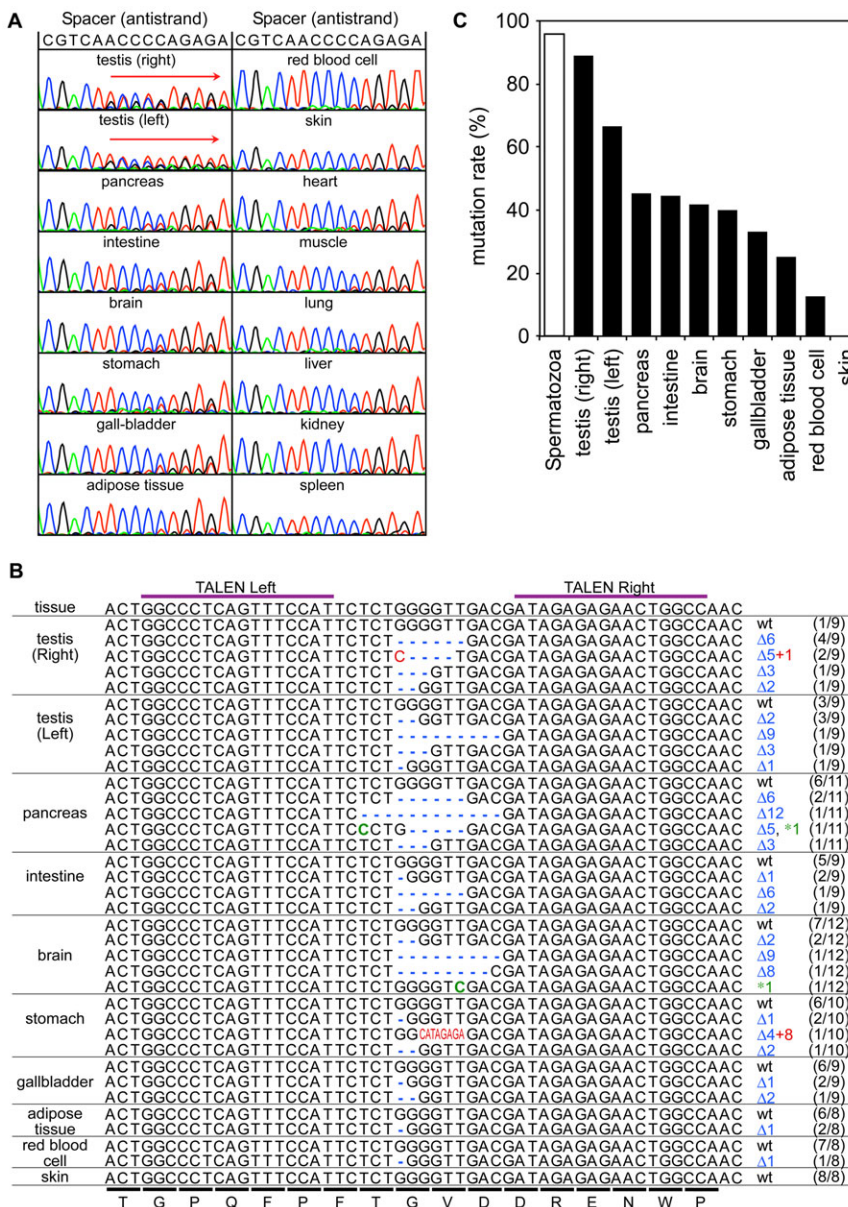 A
Spacer (antistrand) Spacer (antistrand)
CGTCAACCCCAGAGA CGTCAACCCCAGAGA
testis (right) red blood cell
testis (left) skin
pancreas heart
intestine muscle
brain lung
stomach liver
gall-bladder kidney
adipose tissue spleen
C
mutation rate (%)
100
80
60
40
20
0
Spermatozoa
testis (right)
testis (left)
pancreas
intestine
brain
stomach
gallbladder
adipose tissue
red blood cell
skin
B
TALEN Left TALEN Right
tissue ACTGGCCCTCAGTTTCCATTCTCTGGGGTTGACGATAGAGAGAACTGGCCAAC
testis (Right) ACTGGCCCTCAGTTTCCATTCTCTGGGGTTGACGATAGAGAGAACTGGCCAAC wt (1/9)
ACTGGCCCTCAGTTTCCATTCTCT------GACGATAGAGAGAACTGGCCAAC Δ6 (4/9)
ACTGGCCCTCAGTTTCCATTCTCTC----TGACGATAGAGAGAACTGGCCAAC Δ5+1 (2/9)
ACTGGCCCTCAGTTTCCATTCTCT---GTTGACGATAGAGAGAACTGGCCAAC Δ3 (1/9)
ACTGGCCCTCAGTTTCCATTCTCT--GGTTGACGATAGAGAGAACTGGCCAAC Δ2 (1/9)
testis (Left) ACTGGCCCTCAGTTTCCATTCTCTGGGGTTGACGATAGAGAGAACTGGCCAAC wt (3/9)
ACTGGCCCTCAGTTTCCATTCTCT--GGTTGACGATAGAGAGAACTGGCCAAC Δ2 (3/9)
ACTGGCCCTCAGTTTCCATTCTCT---------GATAGAGAGAACTGGCCAAC Δ9 (1/9)
ACTGGCCCTCAGTTTCCATTCTCT---GTTGACGATAGAGAGAACTGGCCAAC Δ3 (1/9)
ACTGGCCCTCAGTTTCCATTCTCT-GGGTTGACGATAGAGAGAACTGGCCAAC Δ1 (1/9)
pancreas ACTGGCCCTCAGTTTCCATTCTCTGGGGTTGACGATAGAGAGAACTGGCCAAC wt (6/11)
ACTGGCCCTCAGTTTCCATTCTCT------GACGATAGAGAGAACTGGCCAAC Δ6 (2/11)
ACTGGCCCTCAGTTTCCATTC------------GATAGAGAGAACTGGCCAAC Δ12 (1/11)
ACTGGCCCTCAGTTTCCATTCCCTG-----GACGATAGAGAGAACTGGCCAAC Δ5, *1 (1/11)
ACTGGCCCTCAGTTTCCATTCTCT---GTTGACGATAGAGAGAACTGGCCAAC Δ3 (1/11)
intestine ACTGGCCCTCAGTTTCCATTCTCTGGGGTTGACGATAGAGAGAACTGGCCAAC wt (5/9)
ACTGGCCCTCAGTTTCCATTCTCT-GGGTTGACGATAGAGAGAACTGGCCAAC Δ1 (2/9)
ACTGGCCCTCAGTTTCCATTCTCT------GACGATAGAGAGAACTGGCCAAC Δ6 (1/9)
ACTGGCCCTCAGTTTCCATTCTCT--GGTTGACGATAGAGAGAACTGGCCAAC Δ2 (1/9)
brain ACTGGCCCTCAGTTTCCATTCTCTGGGGTTGACGATAGAGAGAACTGGCCAAC wt (7/12)
ACTGGCCCTCAGTTTCCATTCTCT--GGTTGACGATAGAGAGAACTGGCCAAC Δ2 (2/12)
ACTGGCCCTCAGTTTCCATTCTCT---------GATAGAGAGAACTGGCCAAC Δ9 (1/12)
ACTGGCCCTCAGTTTCCATTCTCT--------CGATAGAGAGAACTGGCCAAC Δ8 (1/12)
ACTGGCCCTCAGTTTCCATTCTCTGGGGTCGACGATAGAGAGAACTGGCCAAC *1 (1/12)
stomach ACTGGCCCTCAGTTTCCATTCTCTGGGGTTGACGATAGAGAGAACTGGCCAAC wt (6/10)
ACTGGCCCTCAGTTTCCATTCTCT-GGGTTGACGATAGAGAGAACTGGCCAAC Δ1 (2/10)
ACTGGCCCTCAGTTTCCATTCTCTGGCATAGAGAGACGATAGAGAGAACTGGCCAAC Δ4+8 (1/10)
ACTGGCCCTCAGTTTCCATTCTCT--GGTTGACGATAGAGAGAACTGGCCAAC Δ2 (1/10)
gallbladder ACTGGCCCTCAGTTTCCATTCTCTGGGGTTGACGATAGAGAGAACTGGCCAAC wt (6/9)
ACTGGCCCTCAGTTTCCATTCTCT-GGGTTGACGATAGAGAGAACTGGCCAAC Δ1 (2/9)
ACTGGCCCTCAGTTTCCATTCTCT--GGTTGACGATAGAGAGAACTGGCCAAC Δ2 (1/9)
adipose tissue ACTGGCCCTCAGTTTCCATTCTCTGGGGTTGACGATAGAGAGAACTGGCCAAC wt (6/8)
ACTGGCCCTCAGTTTCCATTCTCT-GGGTTGACGATAGAGAGAACTGGCCAAC Δ1 (2/8)
red blood cell ACTGGCCCTCAGTTTCCATTCTCTGGGGTTGACGATAGAGAGAACTGGCCAAC wt (7/8)
ACTGGCCCTCAGTTTCCATTCTCT-GGGTTGACGATAGAGAGAACTGGCCAAC Δ1 (1/8)
skin ACTGGCCCTCAGTTTCCATTCTCTGGGGTTGACGATAGAGAGAACTGGCCAAC wt (8/8)
T G P Q F P F T G V D D R E N W P